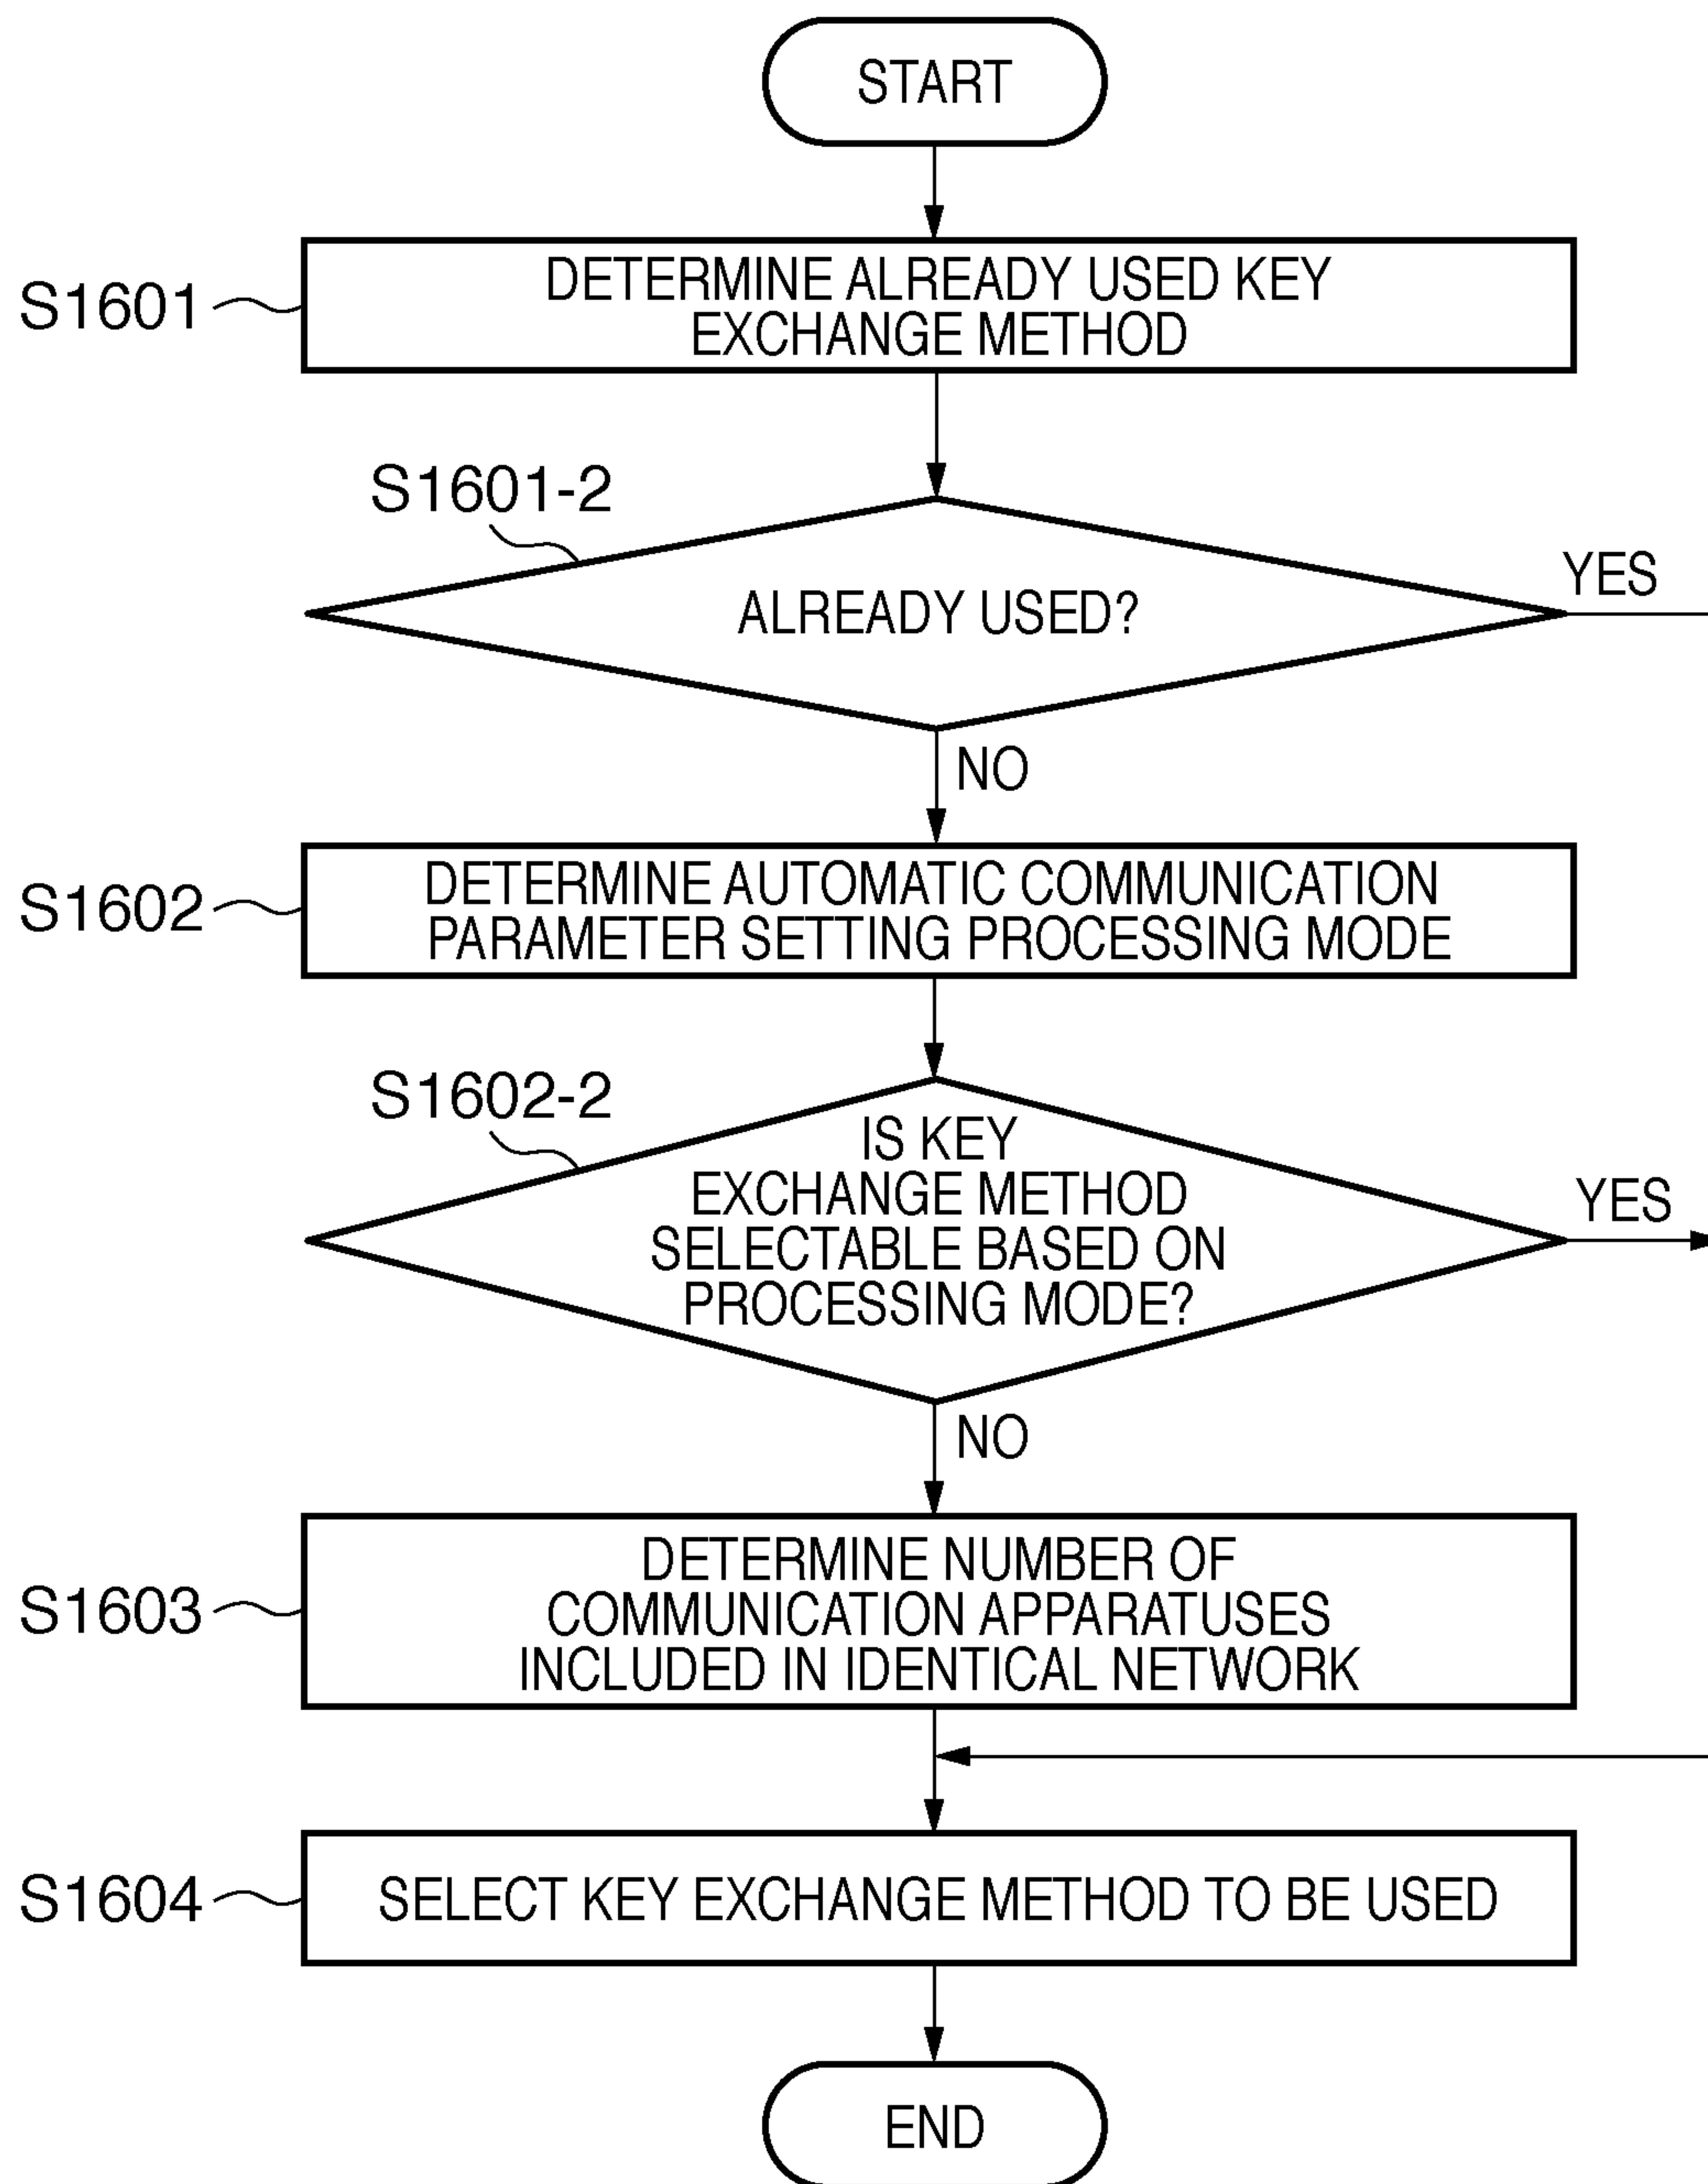 START
S1601
DETERMINE ALREADY USED KEY
EXCHANGE METHOD
S1601-2
ALREADY USED?
YES
NO
S1602
DETERMINE AUTOMATIC COMMUNICATION
PARAMETER SETTING PROCESSING MODE
S1602-2
IS KEY
EXCHANGE METHOD
SELECTABLE BASED ON
PROCESSING MODE?
YES
NO
S1603
DETERMINE NUMBER OF
COMMUNICATION APPARATUSES
INCLUDED IN IDENTICAL NETWORK
S1604
SELECT KEY EXCHANGE METHOD TO BE USED
END